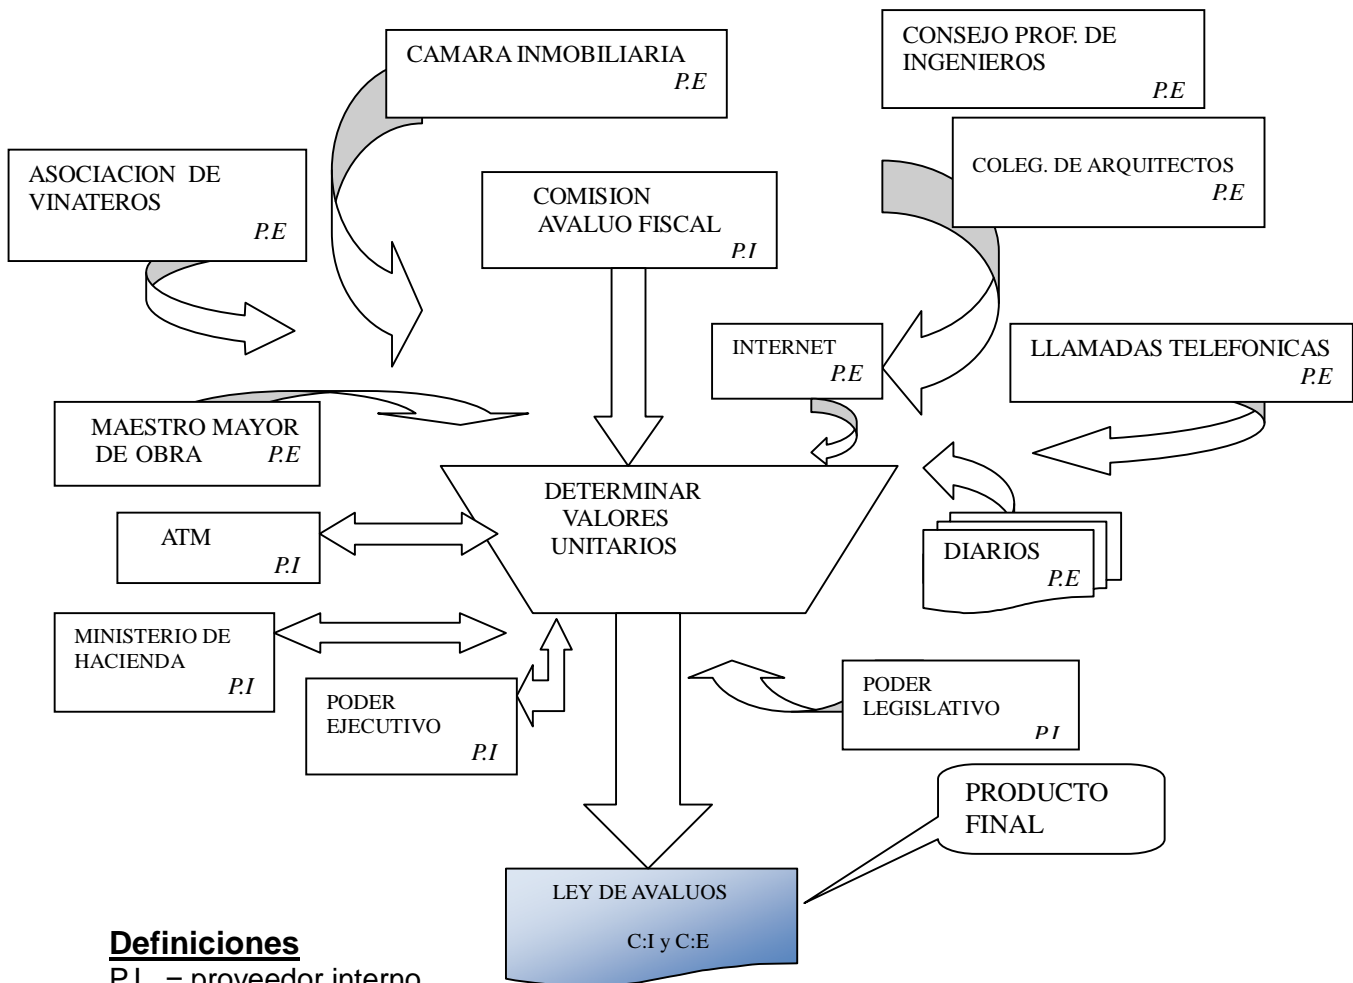 CAMARA INMOBILIARIA
P.E
CONSEJO PROF. DE
INGENIEROS
P.E
ASOCIACION DE
VINATEROS
P.E
COMISION
AVALUO FISCAL
P.I
COLEG. DE ARQUITECTOS
P.E
INTERNET
P.E
LLAMADAS TELEFONICAS
P.E
MAESTRO MAYOR
DE OBRA P.E
DETERMINAR
VALORES
UNITARIOS
ATM
P.I
DIARIOS
P.E
MINISTERIO DE
HACIENDA
P.I
PODER
EJECUTIVO
P.I
PODER
LEGISLATIVO
P.I
PRODUCTO
FINAL
LEY DE AVALUOS
C:I y C:E
Definiciones
P.I. = proveedor interno